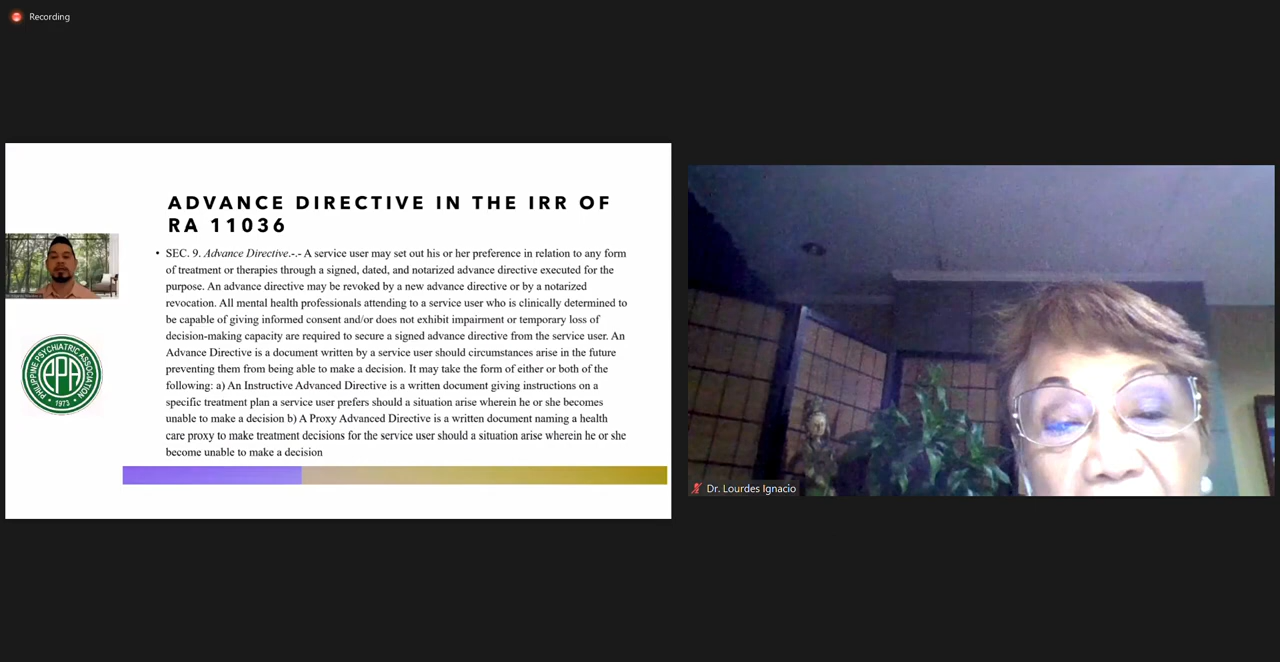 Recording
ADVANCE DIRECTIVE IN THE IRR OF
RA 11036
• SEC. 9. Advance Directive.-.- A service user may set out his or her preference in relation to any form
of treatment or therapies through a signed, dated, and notarized advance directive executed for the
purpose. An advance directive may be revoked by a new advance directive or by a notarized
revocation. All mental health professionals attending to a service user who is clinically determined to
be capable of giving informed consent and/or does not exhibit impairment or temporary loss of
decision-making capacity are required to secure a signed advance directive from the service user. An
Advance Directive is a document written by a service user should circumstances arise in the future
preventing them from being able to make a decision. It may take the form of either or both of the
following: a) An Instructive Advanced Directive is a written document giving instructions on a
specific treatment plan a service user prefers should a situation arise wherein he or she becomes
unable to make a decision b) A Proxy Advanced Directive is a written document naming a health
care proxy to make treatment decisions for the service user should a situation arise wherein he or she
become unable to make a decision
PHILIPPINE PSYCHIATRIC ASSOCIATION
PPA
• 1973 •
Dr. Lourdes Ignacio